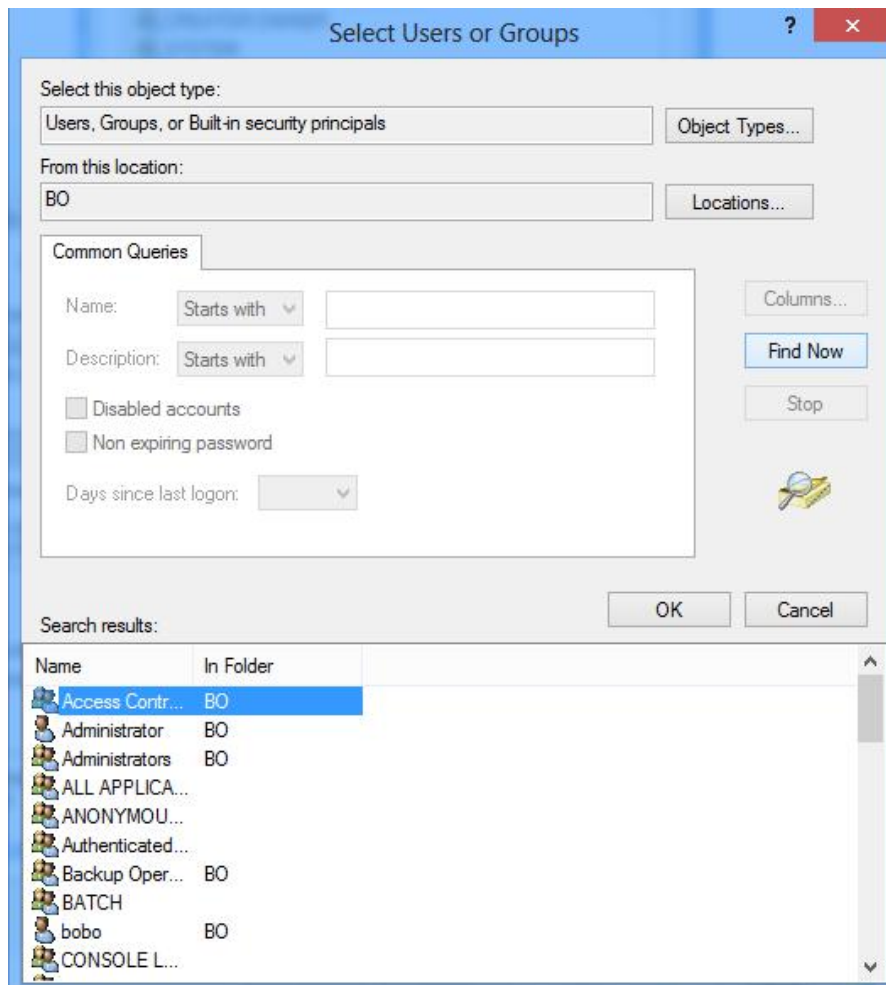 Select Users or Groups
?
Select this object type:
Users, Groups, or Built-in security principals
Object Types...
From this location:
BO
Locations...
Common Queries
Name:
Starts with
Columns...
Description:
Starts with
Find Now
Disabled accounts
Stop
Non expiring password
Days since last logon:
OK
Cancel
Search results:
Name In Folder
Access Contr... BO
Administrator BO
Administrators BO
ALL APPLICA...
ANONYMOU...
Authenticated...
Backup Oper... BO
BATCH
bobo BO
CONSOLE L...